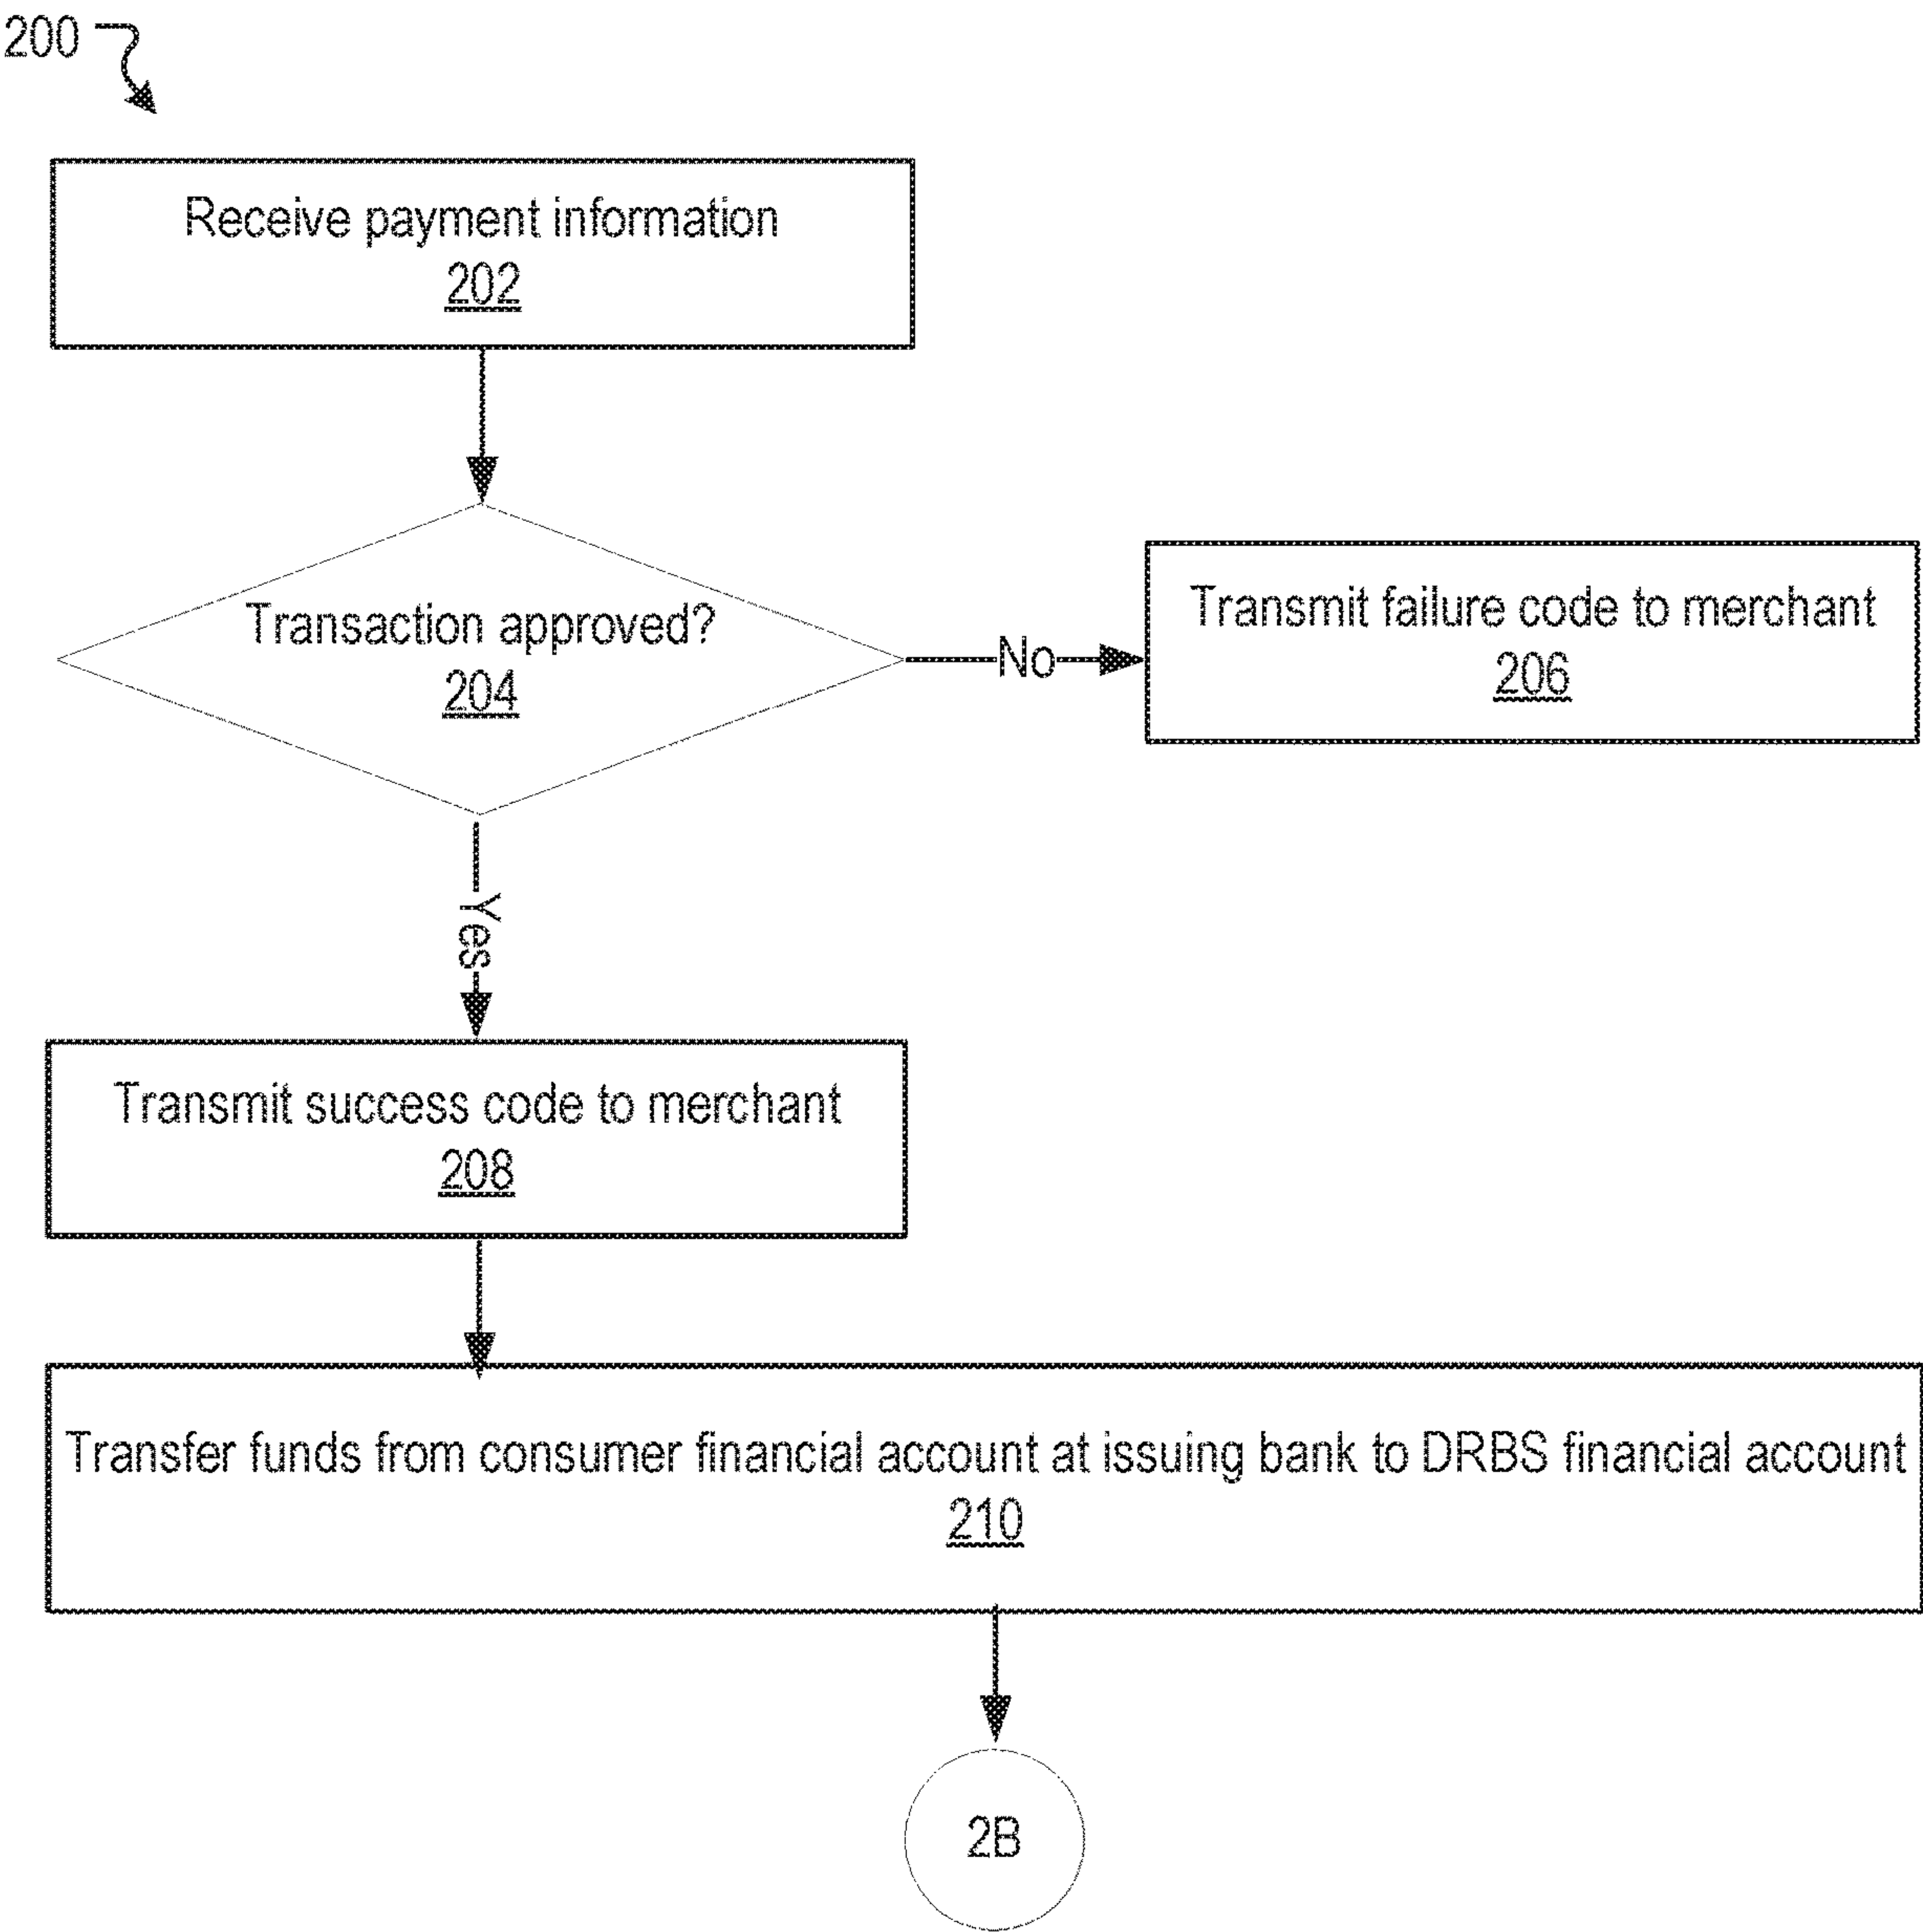 200
Receive payment information
202
Transaction approved?
204
No
Transmit failure code to merchant
206
Yes
Transmit success code to merchant
208
Transfer funds from consumer financial account at issuing bank to DRBS financial account
210
2B